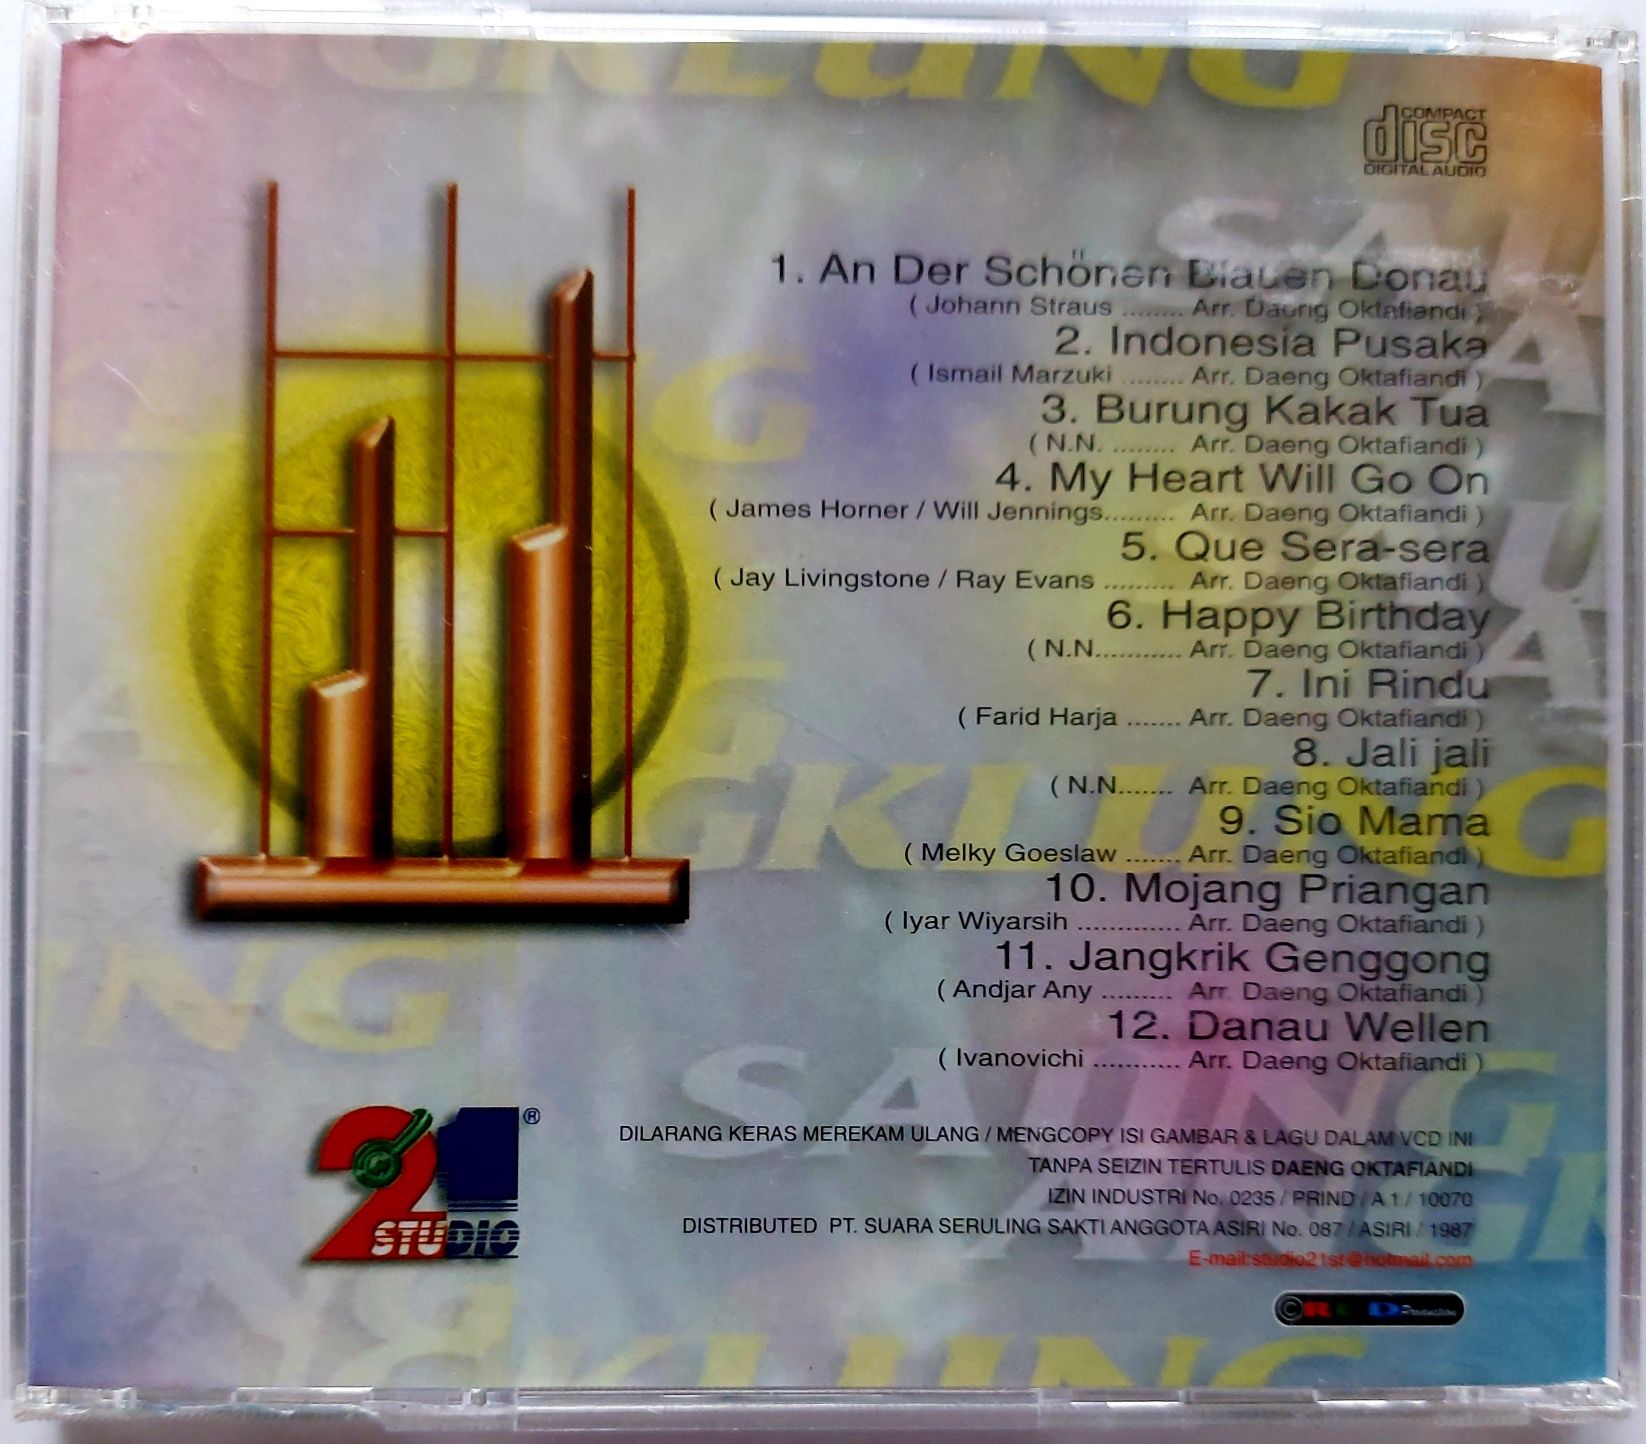 GKLUNG
COMPACT
disc
DIGITAL AUDIO
1. An Der Schönen Blauen Donau
( Johann Straus ........ Arr. Daeng Oktafiandi )
2. Indonesia Pusaka
( Ismail Marzuki ........ Arr. Daeng Oktafiandi )
3. Burung Kakak Tua
( N.N. ......... Arr. Daeng Oktafiandi )
4. My Heart Will Go On
( James Horner / Will Jennings......... Arr. Daeng Oktafiandi )
5. Que Sera-sera
( Jay Livingstone / Ray Evans ......... Arr. Daeng Oktafiandi )
6. Happy Birthday
( N.N........... Arr. Daeng Oktafiandi )
7. Ini Rindu
( Farid Harja ....... Arr. Daeng Oktafiandi )
8. Jali jali
( N.N....... Arr. Daeng Oktafiandi )
9. Sio Mama
( Melky Goeslaw ....... Arr. Daeng Oktafiandi )
10. Mojang Priangan
( Iyar Wiyarsih ............. Arr. Daeng Oktafiandi )
11. Jangkrik Genggong
( Andjar Any ......... Arr. Daeng Oktafiandi )
12. Danau Wellen
( Ivanovichi ........... Arr. Daeng Oktafiandi )
SAUNG
21 ®
STUDIO
DILARANG KERAS MEREKAM ULANG / MENGCOPY ISI GAMBAR & LAGU DALAM VCD INI
TANPA SEIZIN TERTULIS DAENG OKTAFIANDI
IZIN INDUSTRI No. 0235 / PRIND / A 1 / 10070
DISTRIBUTED PT. SUARA SERULING SAKTI ANGGOTA ASIRI No. 087 / ASIRI / 1987
E-mail:studio21st@hotmail.com